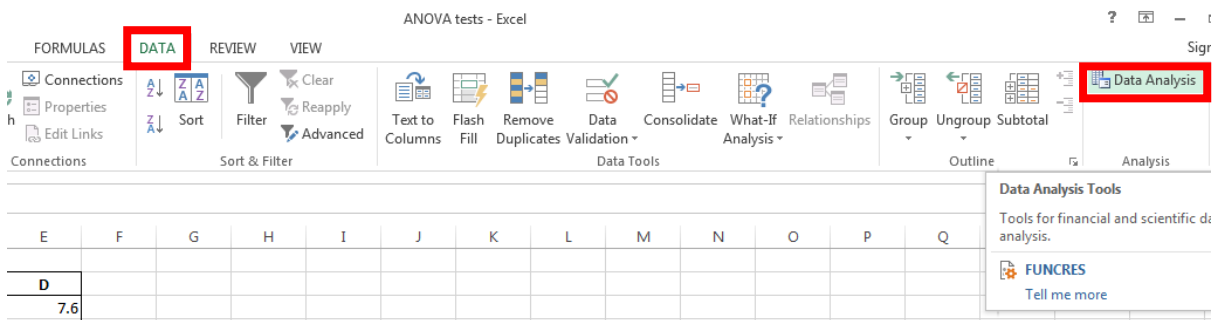 ANOVA tests - Excel
?
FORMULAS DATA REVIEW VIEW
Connections
Properties
Edit Links
Connections
A Z
Z A
Z A A Z
Sort
Filter
Clear
Reapply
Advanced
Sort & Filter
Text to Columns
Flash Fill
Remove Duplicates
Data Validation
Consolidate
What-If Analysis
Relationships
Data Tools
Group
Ungroup
Subtotal
Outline
Data Analysis
Analysis
Data Analysis Tools
Tools for financial and scientific
analysis.
FUNCRES
Tell me more
E F G H I J K L M N O P Q
D
7.6